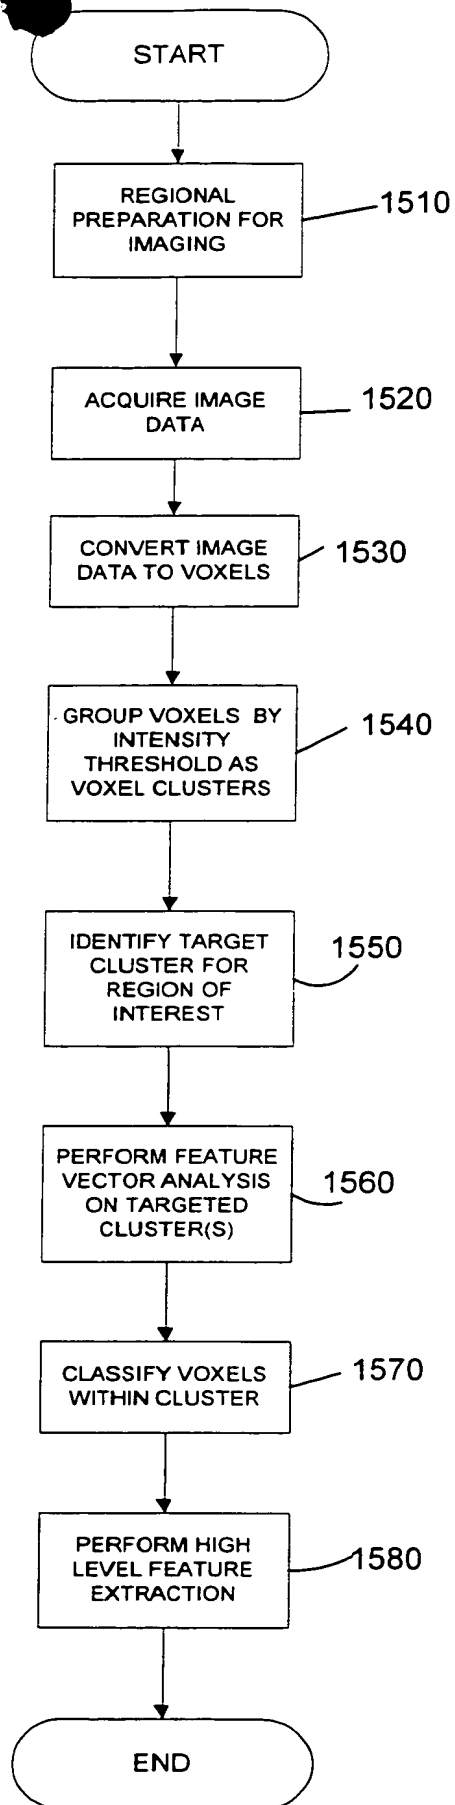 START
REGIONAL
PREPARATION FOR
IMAGING
1510
ACQUIRE IMAGE
DATA
1520
CONVERT IMAGE
DATA TO VOXELS
1530
GROUP VOXELS BY
INTENSITY
THRESHOLD AS
VOXEL CLUSTERS
1540
IDENTIFY TARGET
CLUSTER FOR
REGION OF
INTEREST
1550
PERFORM FEATURE
VECTOR ANALYSIS
ON TARGETED
CLUSTER(S)
1560
CLASSIFY VOXELS
WITHIN CLUSTER
1570
PERFORM HIGH
LEVEL FEATURE
EXTRACTION
1580
END